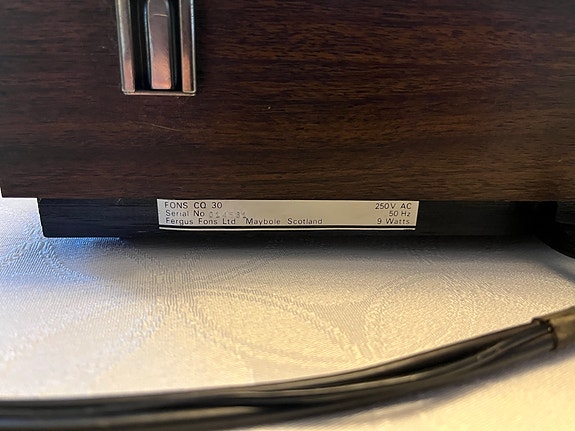 FONS CQ 30 250V AC
Serial No 50 Hz
Fergus Fons Ltd Maybole Scotland 9 Watts